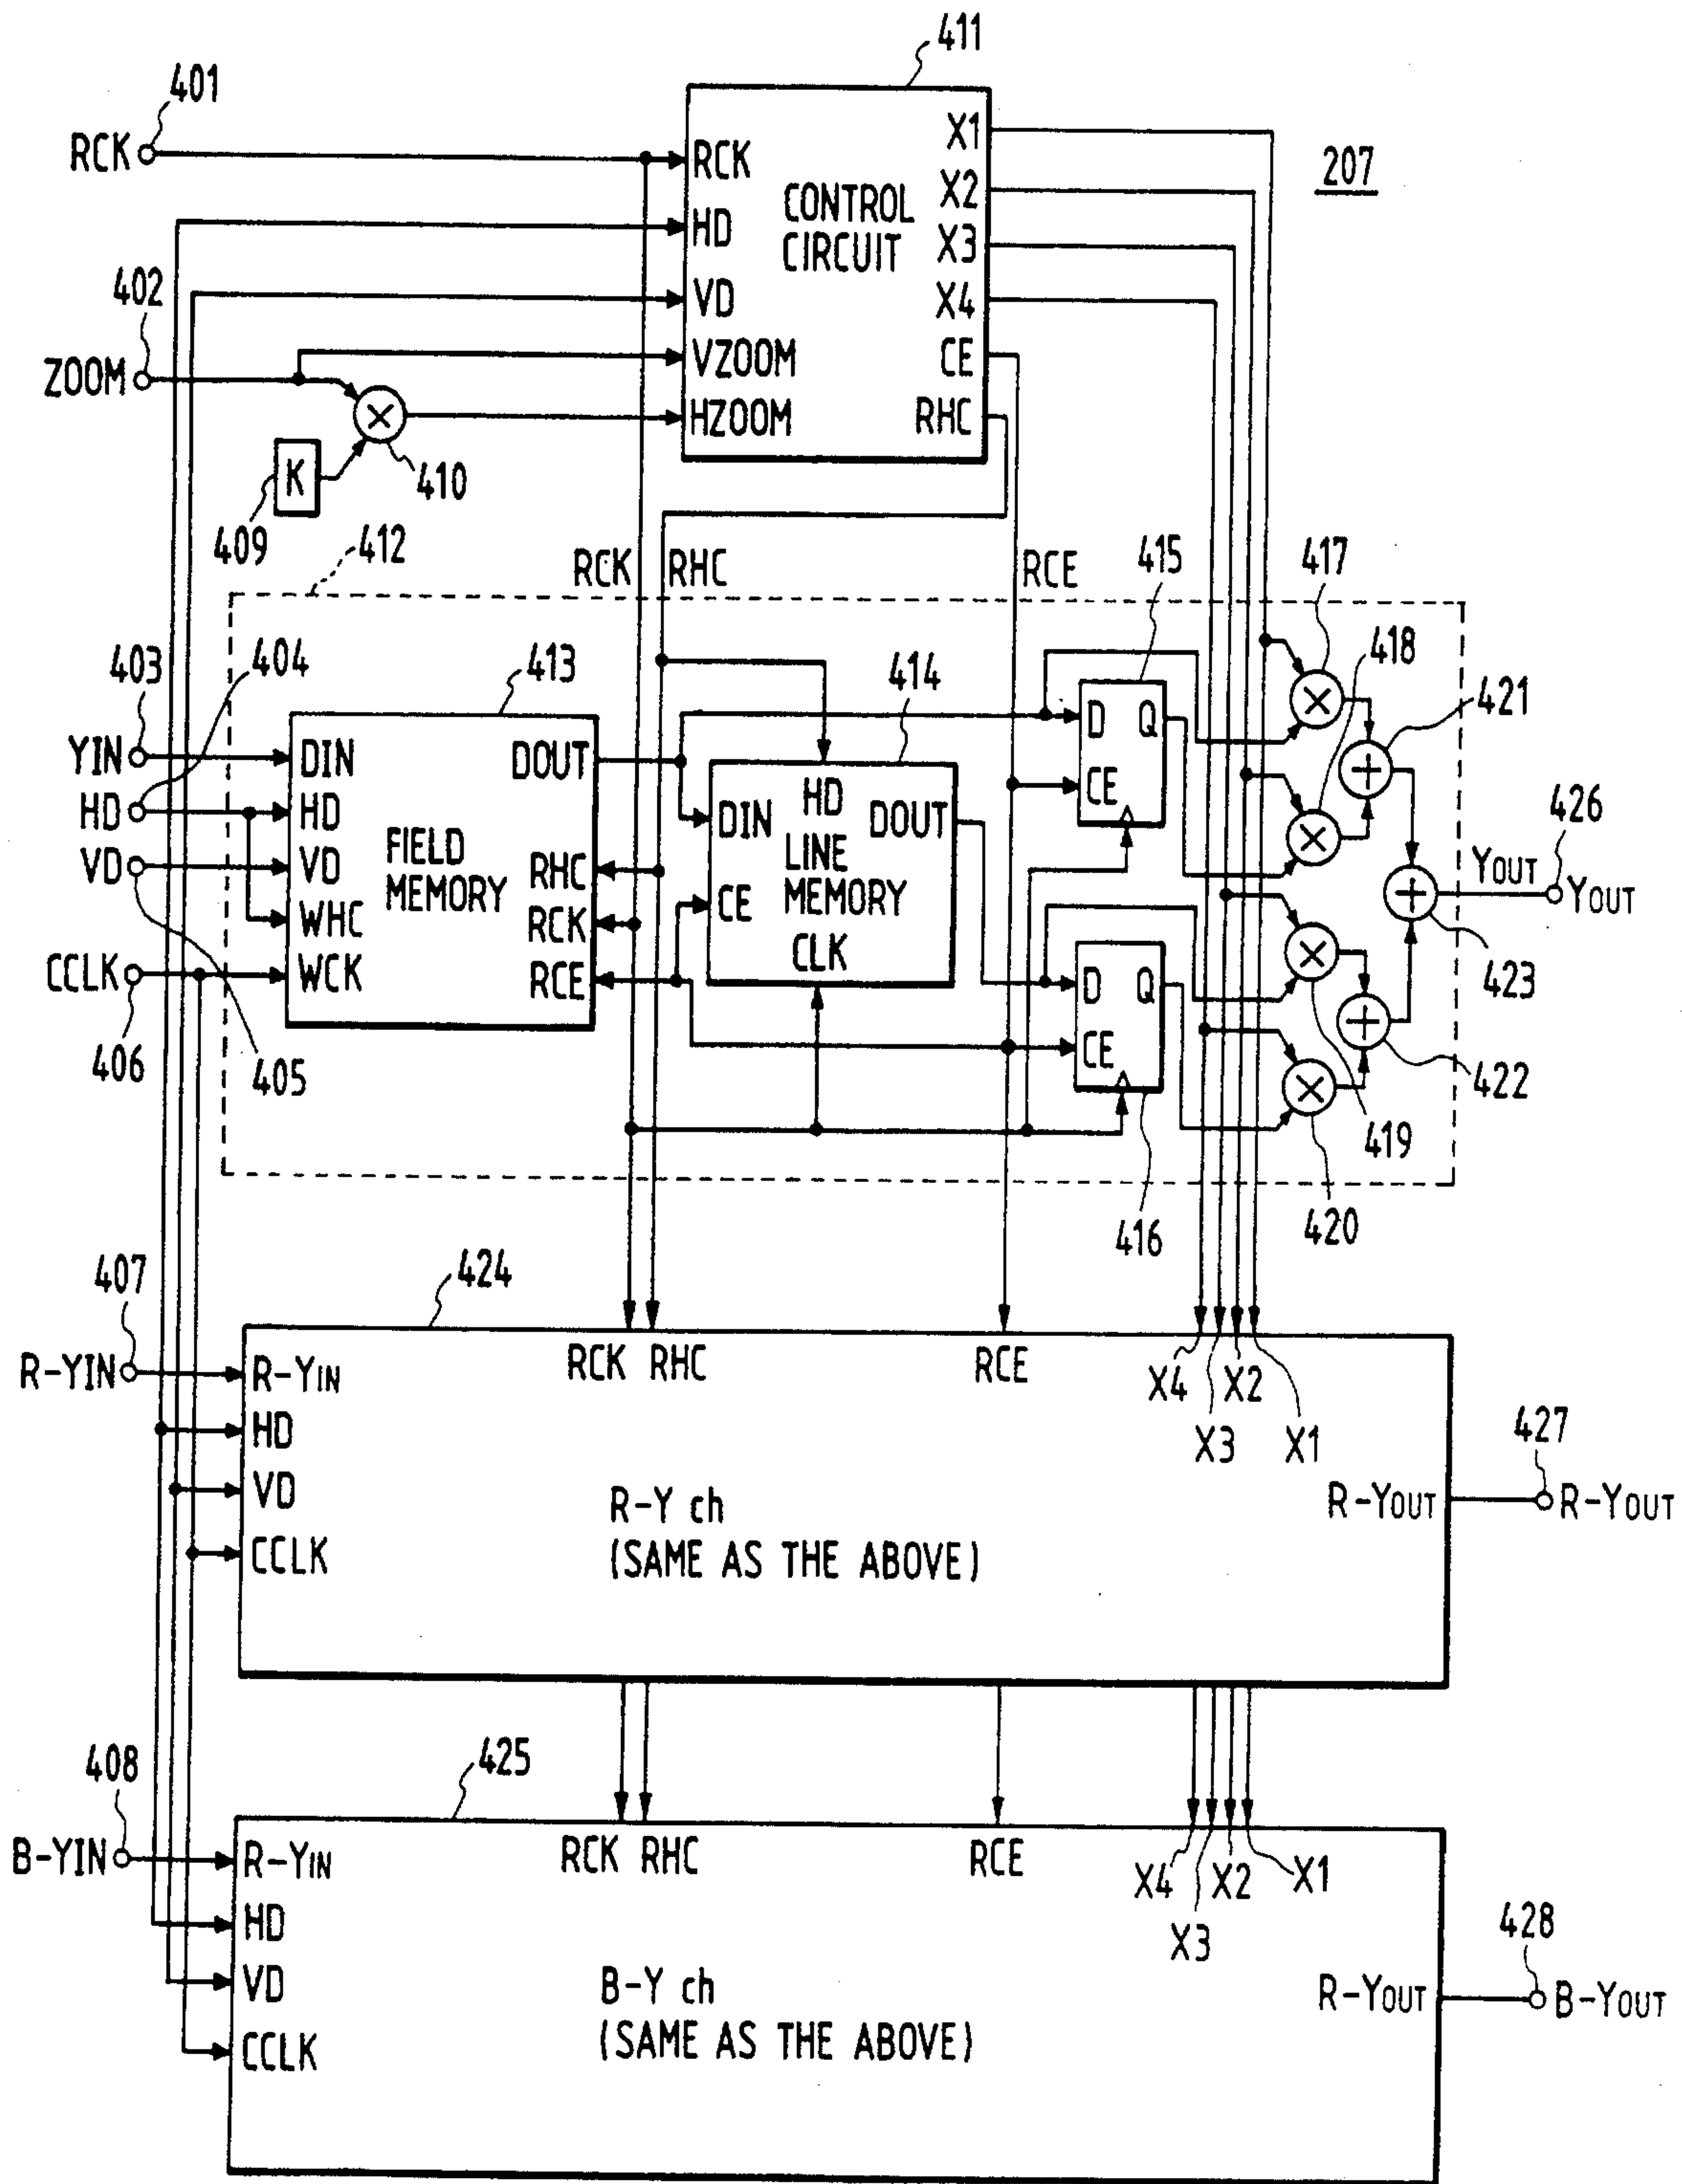 411
401
RCK
X1
RCK
207
CONTROL
CIRCUIT
X2
HD
X3
402
VD
X4
ZOOM
VZOOM
CE
HZOOM
RHC
K
410
409
412
RCK
RHC
RCE
415
417
403
404
413
414
418
421
YIN
DIN
DOUT
D
Q
HD
HD
HD
CE
426
VD
VD
FIELD
MEMORY
DIN
LINE
MEMORY
DOUT
YOUT
YOUT
RHC
WHC
RCK
CE
CLK
423
CCLK
WCK
RCE
D
Q
406
405
CE
422
419
416
420
407
424
R-YIN
R-YIN
RCK
RHC
RCE
X4
X2
HD
X3
X1
427
VD
R-Y ch
R-YOUT
R-YOUT
CCLK
(SAME AS THE ABOVE)
408
425
B-YIN
R-YIN
RCK
RHC
RCE
X4
X2
X1
HD
X3
428
VD
B-Y ch
R-YOUT
B-YOUT
CCLK
(SAME AS THE ABOVE)